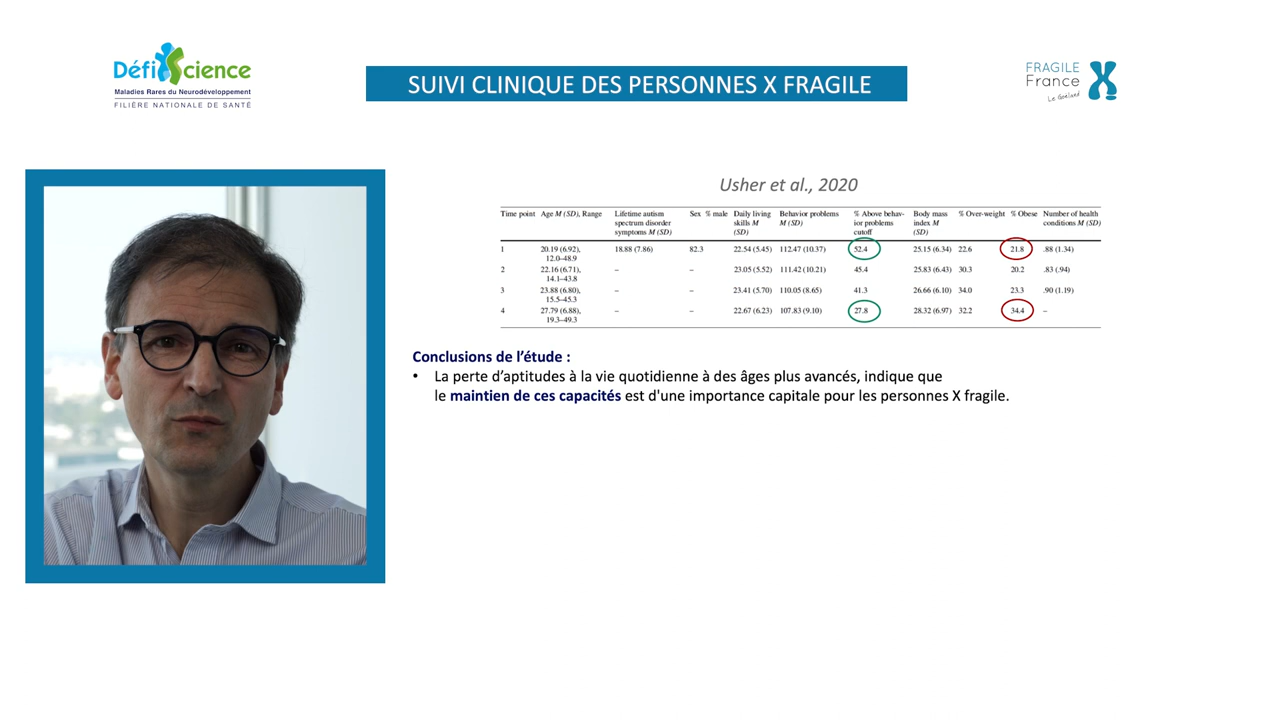 Défi Science
Maladies Rares du Neurodéveloppement
FILIÈRE NATIONALE DE SANTÉ
SUIVI CLINIQUE DES PERSONNES X FRAGILE
FRAGILE
France
Le Goéland
Usher et al., 2020
Time point Age M (SD), Range Lifetime autism spectrum disorder symptoms M (SD) Sex % male Daily living skills M (SD) Behavior problems M (SD) % Above behav-ior problems cutoff Body mass index M (SD) % Over-weight % Obese Number of health conditions M (SD)
1 20.19 (6.92), 12.0–48.9 18.88 (7.86) 82.3 22.54 (5.45) 112.47 (10.37) 52.4 25.15 (6.34) 22.6 21.8 .88 (1.34)
2 22.16 (6.71), 14.1–43.8 – – 23.05 (5.52) 111.42 (10.21) 45.4 25.83 (6.43) 30.3 20.2 .83 (.94)
3 23.88 (6.80), 15.5–45.3 – – 23.41 (5.70) 110.05 (8.65) 41.3 26.66 (6.10) 34.0 23.3 .90 (1.19)
4 27.79 (6.88), 19.3–49.3 – – 22.67 (6.23) 107.83 (9.10) 27.8 28.32 (6.97) 32.2 34.4 –
Conclusions de l’étude :
• La perte d’aptitudes à la vie quotidienne à des âges plus avancés, indique que
le maintien de ces capacités est d'une importance capitale pour les personnes X fragile.